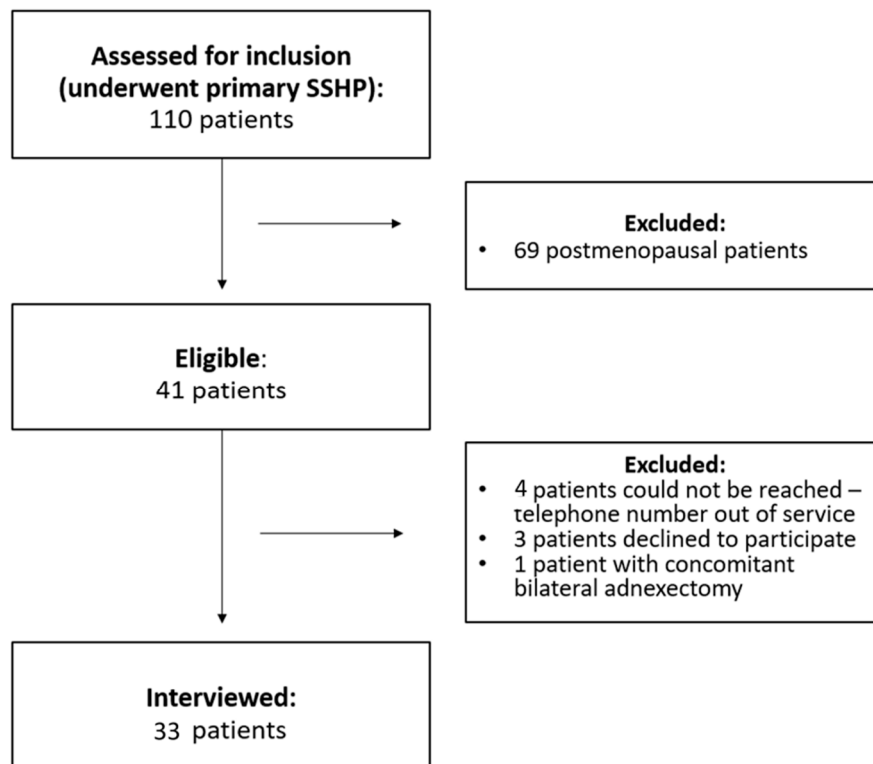 Assessed for inclusion
(underwent primary SSHP):
110 patients
Excluded:
• 69 postmenopausal patients
Eligible:
41 patients
Excluded:
• 4 patients could not be reached –
telephone number out of service
• 3 patients declined to participate
• 1 patient with concomitant
bilateral adnexectomy
Interviewed:
33 patients